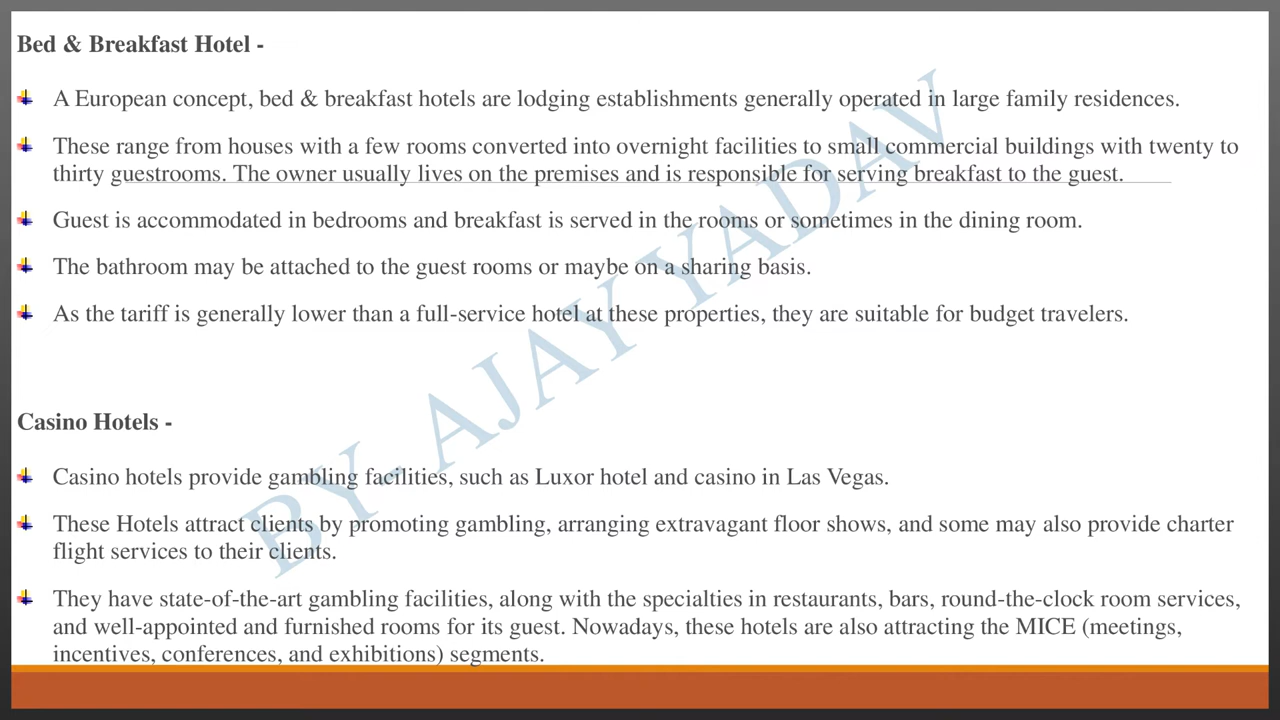 Bed & Breakfast Hotel -
A European concept, bed & breakfast hotels are lodging establishments generally operated in large family residences.
These range from houses with a few rooms converted into overnight facilities to small commercial buildings with twenty to
thirty guestrooms. The owner usually lives on the premises and is responsible for serving breakfast to the guest.
Guest is accommodated in bedrooms and breakfast is served in the rooms or sometimes in the dining room.
The bathroom may be attached to the guest rooms or maybe on a sharing basis.
As the tariff is generally lower than a full-service hotel at these properties, they are suitable for budget travelers.
Casino Hotels -
Casino hotels provide gambling facilities, such as Luxor hotel and casino in Las Vegas.
These Hotels attract clients by promoting gambling, arranging extravagant floor shows, and some may also provide charter
flight services to their clients.
They have state-of-the-art gambling facilities, along with the specialties in restaurants, bars, round-the-clock room services,
and well-appointed and furnished rooms for its guest. Nowadays, these hotels are also attracting the MICE (meetings,
incentives, conferences, and exhibitions) segments.
BY- AJAY YADAV